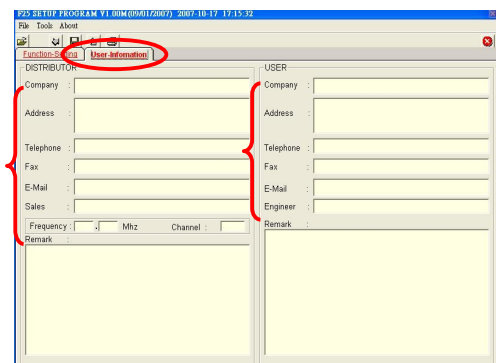 F25 SETUP PROGRAM V1.00M(09/01/2007) 2007-10-17 17:15:32
File Tools About
Function-Setting User-Infomation
DISTRIBUTOR
Company :
Address :
Telephone :
Fax :
E-Mail :
Sales :
Frequency : . Mhz Channel :
Remark :
USER
Company :
Address :
Telephone :
Fax :
E-Mail :
Engineer :
Remark :